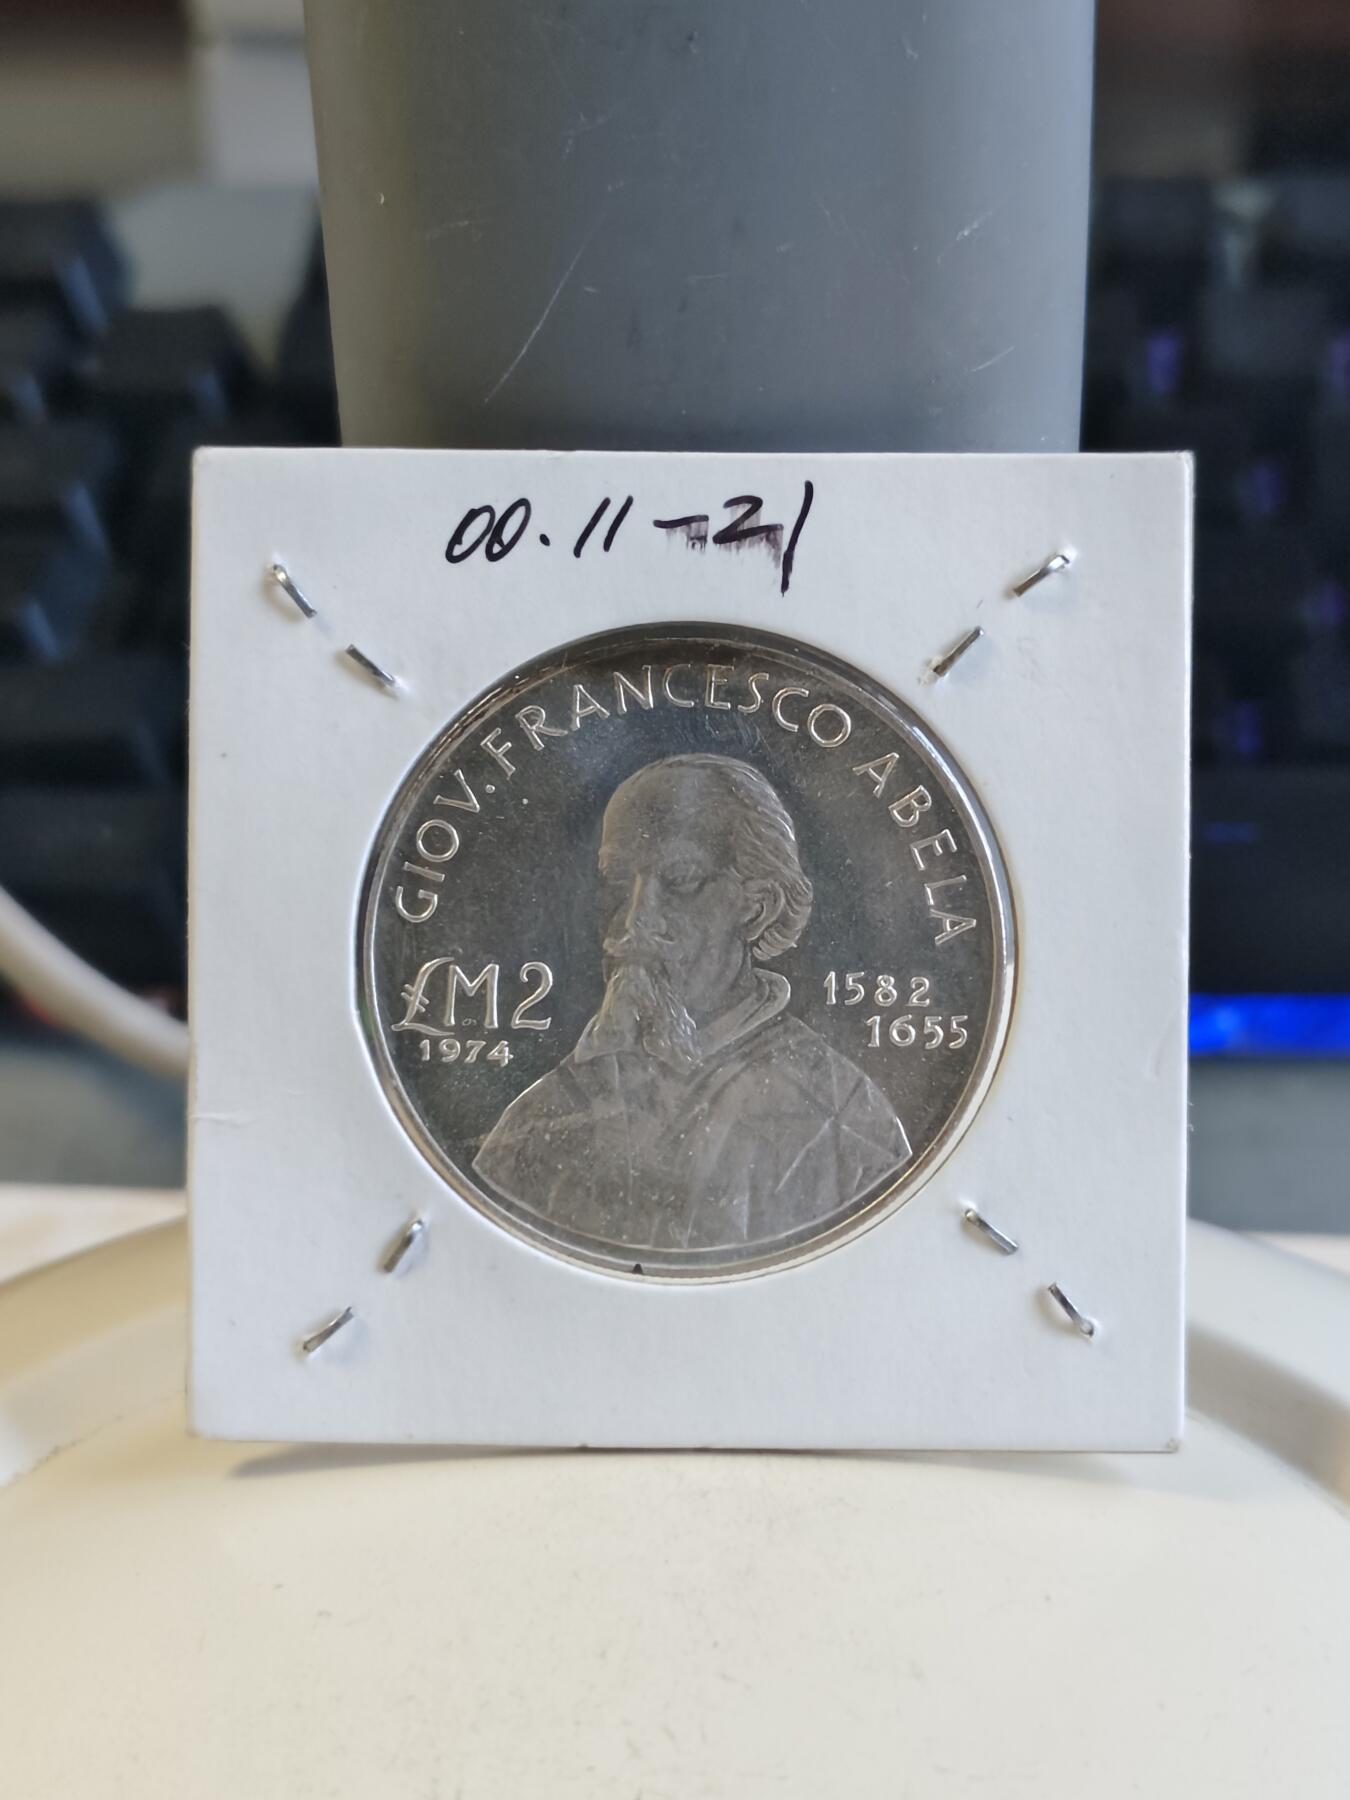 00.11-21
GIOV. FRANCESCO ABELA
£M2
1974
1582
1655